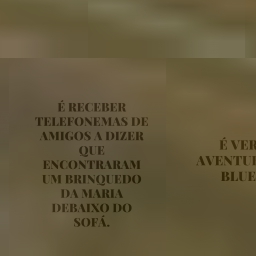 É RECEBER
TELEFONEMAS DE
AMIGOS A DIZER
QUE
ENCONTRARAM
UM BRINQUEDO
DA MARIA
DEBAIXO DO
SOFÁ.
É VER
AVENTU
BLUE